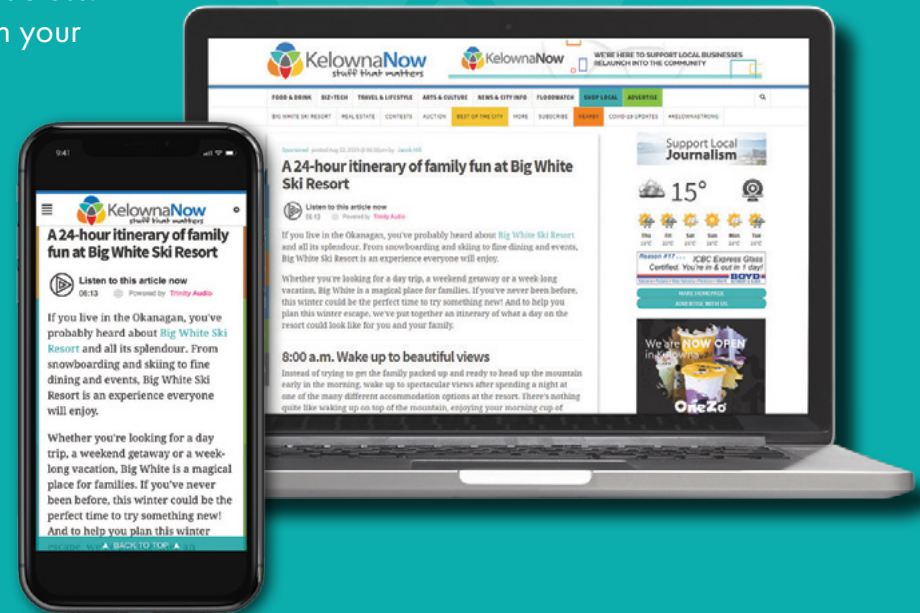 n your
KelownaNow
stuff that matters
KelownaNow
WE'RE HERE TO SUPPORT LOCAL BUSINESSES
RELAUNCH INTO THE COMMUNITY
FOOD & DRINK BIZ+TECH TRAVEL & LIFESTYLE ARTS & CULTURE NEWS & CITY INFO FLOODWATCH SHOP LOCAL ADVERTISE
BIG WHITE SKI RESORT REAL ESTATE CONTESTS AUCTION BEST OF THE CITY MORE SUBSCRIBE NEARBY COVID-19 UPDATES #KELOWNASTRONG
A 24-hour itinerary of family fun at Big White
Ski Resort
Listen to this article now
06:13 Powered by Trinity Audio
If you live in the Okanagan, you've probably heard about Big White Ski Resort
and all its splendour. From snowboarding and skiing to fine dining and events,
Big White Ski Resort is an experience everyone will enjoy.
Whether you're looking for a day trip, a weekend getaway or a week-long
vacation, Big White is a magical place for families. If you've never been before,
this winter could be the perfect time to try something new! And to help you
plan this winter escape, we've put together an itinerary of what a day on the
resort could look like for you and your family.
8:00 a.m. Wake up to beautiful views
Instead of trying to get the family packed up and ready to head up the mountain
early in the morning, wake up to spectacular views after spending a night at
one of the many different accommodation options at the resort. There's nothing
quite like waking up on top of the mountain, enjoying your morning cup of
Support Local
Journalism
15°
Thu Fri Sat Sun Mon Tue
Reason #17 . . . ICBC Express Glass
Certified. You're in & out in 1 day!
BOYD
MAKE HOMEPAGE
ADVERTISE WITH US
We are NOW OPEN
in Kelowna
OneZo
9:41
KelownaNow
stuff that matters
A 24-hour itinerary of family
fun at Big White Ski Resort
Listen to this article now
06:13 Powered by Trinity Audio
If you live in the Okanagan, you've
probably heard about Big White Ski
Resort and all its splendour. From
snowboarding and skiing to fine
dining and events, Big White Ski
Resort is an experience everyone
will enjoy.
Whether you're looking for a day
trip, a weekend getaway or a week-
long vacation, Big White is a magical
place for families. If you've never
been before, this winter could be the
perfect time to try something new!
And to help you plan this winter
BACK TO TOP